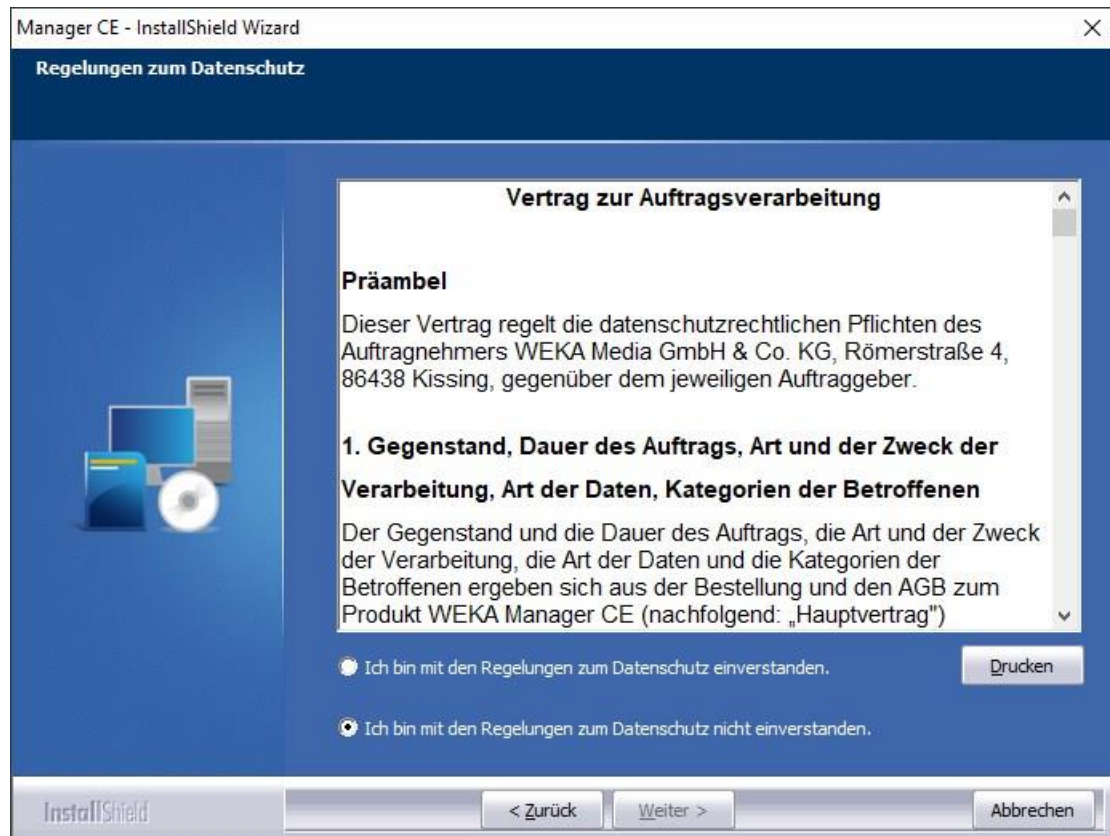 Manager CE - InstallShield Wizard
Regelungen zum Datenschutz
Vertrag zur Auftragsverarbeitung
Präambel
Dieser Vertrag regelt die datenschutzrechtlichen Pflichten des
Auftragnehmers WEKA Media GmbH & Co. KG, Römerstraße 4,
86438 Kissing, gegenüber dem jeweiligen Auftraggeber.
1. Gegenstand, Dauer des Auftrags, Art und der Zweck der
Verarbeitung, Art der Daten, Kategorien der Betroffenen
Der Gegenstand und die Dauer des Auftrags, die Art und der Zweck
der Verarbeitung, die Art der Daten und die Kategorien der
Betroffenen ergeben sich aus der Bestellung und den AGB zum
Produkt WEKA Manager CE (nachfolgend: „Hauptvertrag")
Ich bin mit den Regelungen zum Datenschutz einverstanden.
Drucken
Ich bin mit den Regelungen zum Datenschutz nicht einverstanden.
InstallShield
< Zurück
Weiter >
Abbrechen